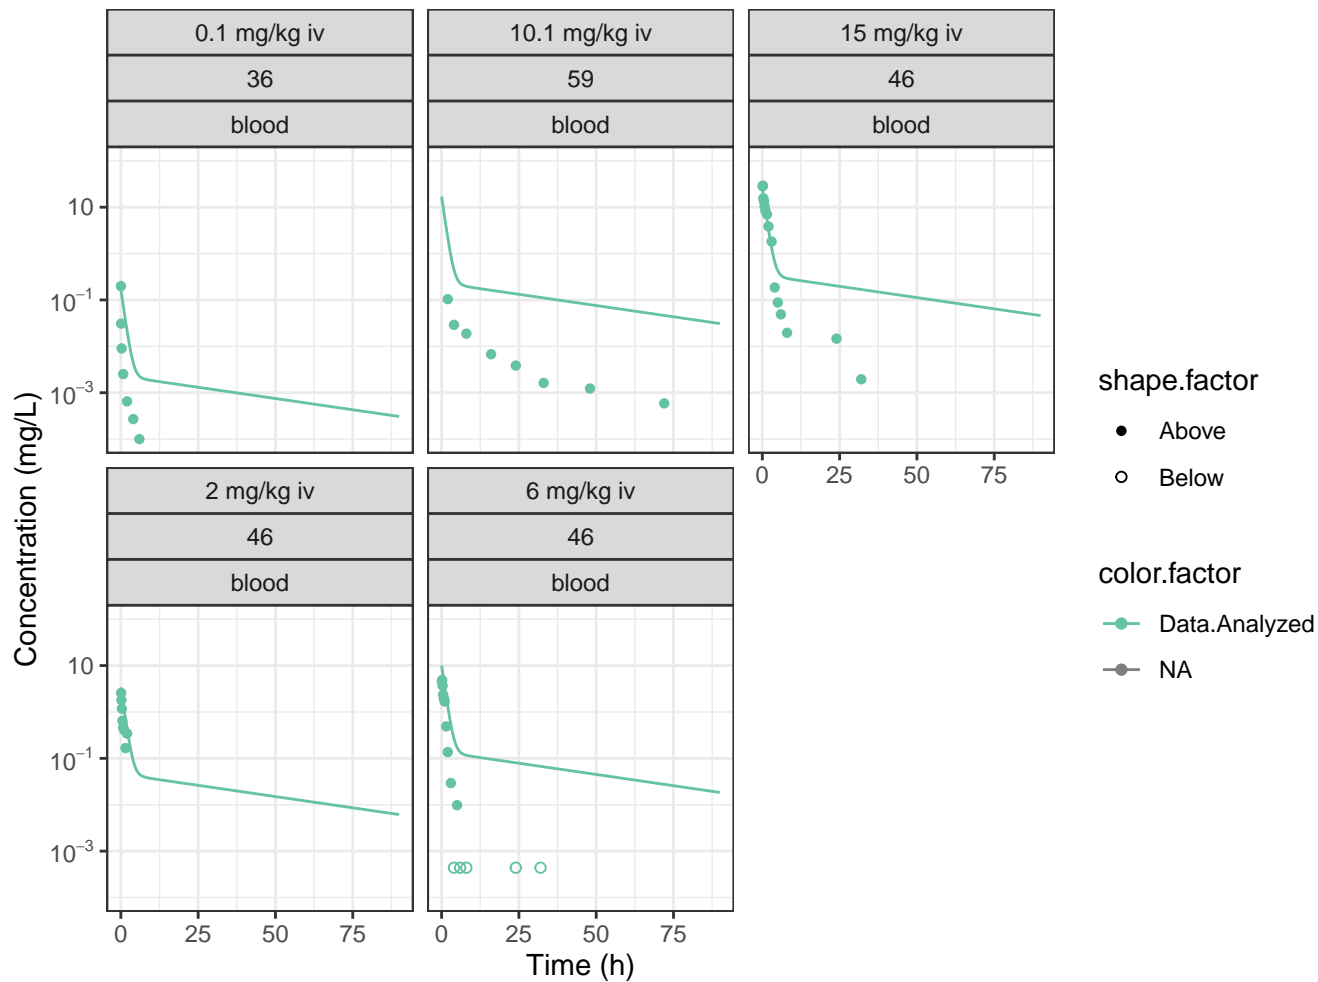 0.1 mg/kg iv
36
blood
10.1 mg/kg iv
59
blood
15 mg/kg iv
46
blood
10
10⁻¹
10⁻³
0 25 50 75
2 mg/kg iv
46
blood
6 mg/kg iv
46
blood
10
10⁻¹
10⁻³
0 25 50 75
0 25 50 75
Time (h)
Concentration (mg/L)
shape.factor
Above
Below
color.factor
Data.Analyzed
NA